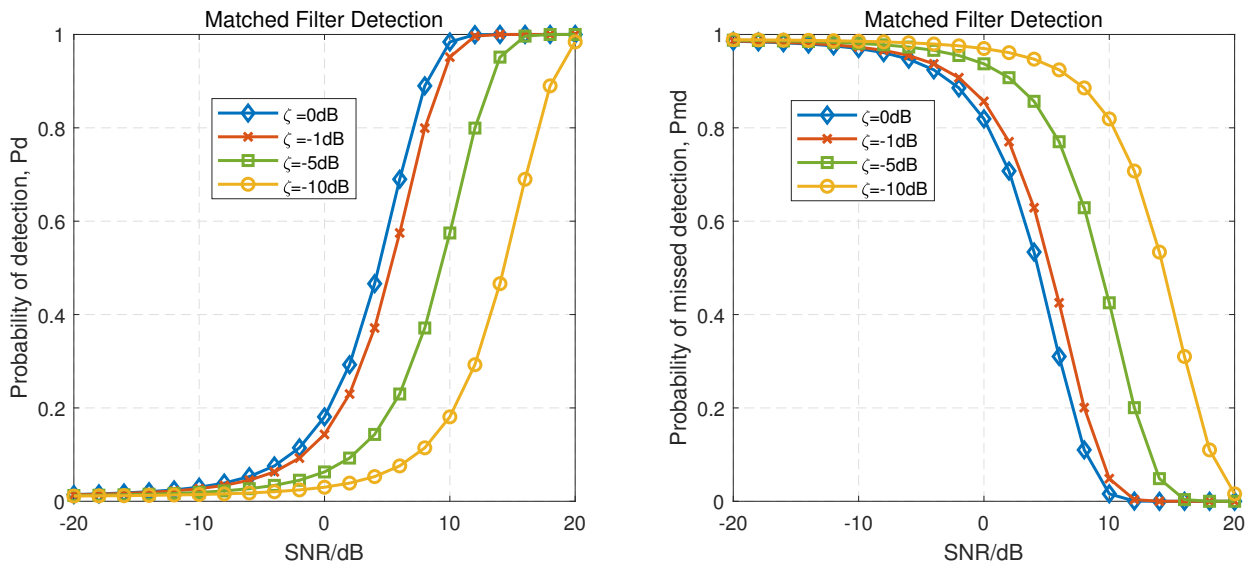 Matched Filter Detection
Probability of detection, Pd
1
0.8
0.6
0.4
0.2
0
ζ =0dB
ζ =-1dB
ζ=-5dB
ζ=-10dB
-20
-10
0
10
20
SNR/dB
Matched Filter Detection
Probability of missed detection, Pmd
1
0.8
0.6
0.4
0.2
0
ζ=0dB
ζ=-1dB
ζ=-5dB
ζ=-10dB
-20
-10
0
10
20
SNR/dB